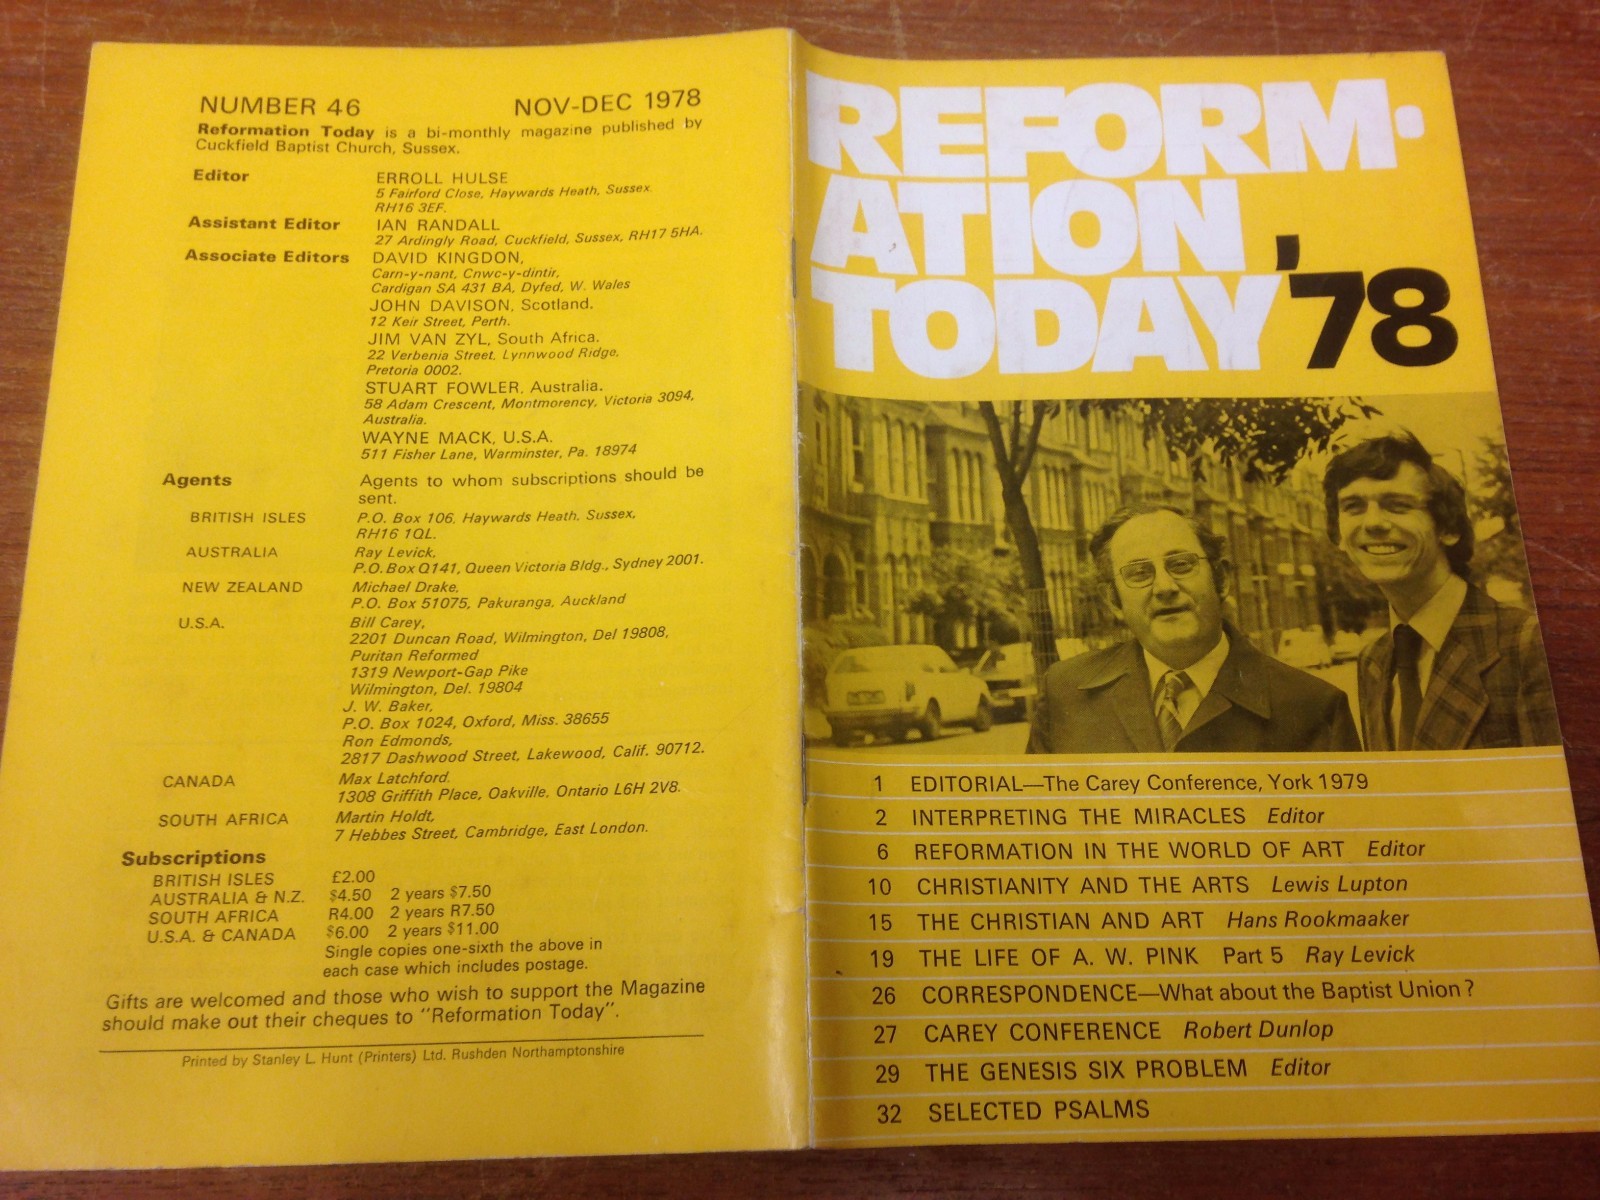 NUMBER 46 NOV-DEC 1978
Reformation Today is a bi-monthly magazine published by
Cuckfield Baptist Church, Sussex.
Editor ERROLL HULSE
5 Fairford Close, Haywards Heath, Sussex.
RH16 3EF.
Assistant Editor IAN RANDALL
27 Ardingly Road, Cuckfield, Sussex, RH17 5HA.
Associate Editors DAVID KINGDON,
Carn-y-nant, Cnwc-y-dintir,
Cardigan SA 431 BA, Dyfed, W. Wales
JOHN DAVISON, Scotland.
12 Keir Street, Perth.
JIM VAN ZYL, South Africa.
22 Verbenia Street, Lynnwood Ridge,
Pretoria 0002.
STUART FOWLER, Australia.
58 Adam Crescent, Montmorency, Victoria 3094,
Australia.
WAYNE MACK, U.S.A.
511 Fisher Lane, Warminster, Pa. 18974
Agents Agents to whom subscriptions should be
sent.
BRITISH ISLES P.O. Box 106, Haywards Heath, Sussex,
RH16 1QL.
AUSTRALIA Ray Levick,
P.O. Box Q141, Queen Victoria Bldg., Sydney 2001.
NEW ZEALAND Michael Drake,
P.O. Box 51075, Pakuranga, Auckland
U.S.A. Bill Carey,
2201 Duncan Road, Wilmington, Del 19808,
Puritan Reformed
1319 Newport-Gap Pike
Wilmington, Del. 19804
J. W. Baker,
P.O. Box 1024, Oxford, Miss. 38655
Ron Edmonds,
2817 Dashwood Street, Lakewood, Calif. 90712.
CANADA Max Latchford.
1308 Griffith Place, Oakville, Ontario L6H 2V8.
SOUTH AFRICA Martin Holdt,
7 Hebbes Street, Cambridge, East London.
Subscriptions
BRITISH ISLES £2.00
AUSTRALIA & N.Z. $4.50 2 years $7.50
SOUTH AFRICA R4.00 2 years R7.50
U.S.A. & CANADA $6.00 2 years $11.00
Single copies one-sixth the above in
each case which includes postage.
Gifts are welcomed and those who wish to support the Magazine
should make out their cheques to "Reformation Today".
Printed by Stanley L. Hunt (Printers) Ltd. Rushden Northamptonshire
REFORM·
ATION
TODAY '78
1 EDITORIAL—The Carey Conference, York 1979
2 INTERPRETING THE MIRACLES Editor
6 REFORMATION IN THE WORLD OF ART Editor
10 CHRISTIANITY AND THE ARTS Lewis Lupton
15 THE CHRISTIAN AND ART Hans Rookmaaker
19 THE LIFE OF A. W. PINK Part 5 Ray Levick
26 CORRESPONDENCE—What about the Baptist Union?
27 CAREY CONFERENCE Robert Dunlop
29 THE GENESIS SIX PROBLEM Editor
32 SELECTED PSALMS